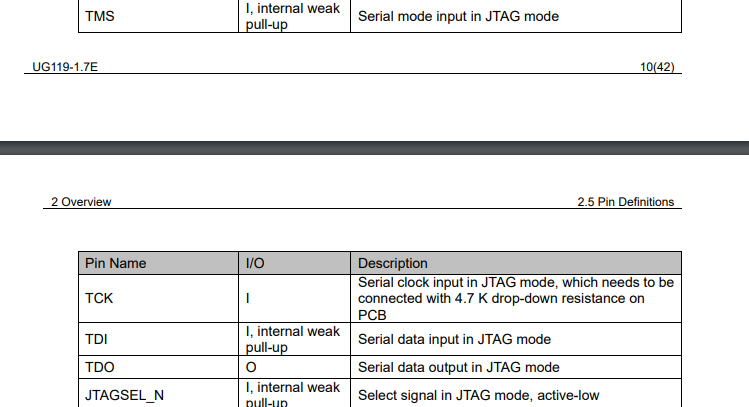 TMS I, internal weak pull-up Serial mode input in JTAG mode
UG119-1.7E 10(42)
2 Overview 2.5 Pin Definitions
Pin Name I/O Description
TCK I Serial clock input in JTAG mode, which needs to be
connected with 4.7 K drop-down resistance on
PCB
TDI I, internal weak pull-up Serial data input in JTAG mode
TDO O Serial data output in JTAG mode
JTAGSEL_N I, internal weak pull-up Select signal in JTAG mode, active-low